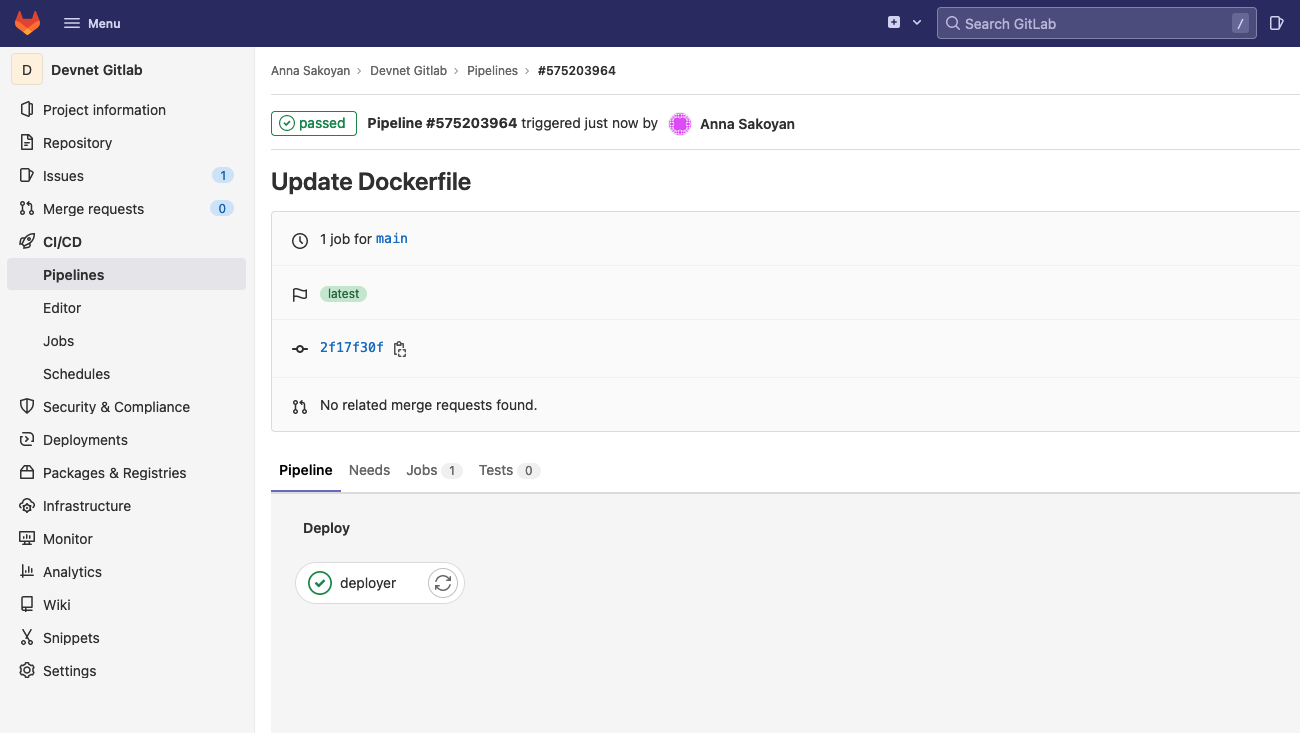 Menu
Search GitLab
/
D
Devnet Gitlab
Project information
Repository
Issues 1
Merge requests 0
CI/CD
Pipelines
Editor
Jobs
Schedules
Security & Compliance
Deployments
Packages & Registries
Infrastructure
Monitor
Analytics
Wiki
Snippets
Settings
Anna Sakoyan › Devnet Gitlab › Pipelines › #575203964
passed Pipeline #575203964 triggered just now by Anna Sakoyan
Update Dockerfile
1 job for main
latest
2f17f30f
No related merge requests found.
Pipeline Needs Jobs 1 Tests 0
Deploy
deployer